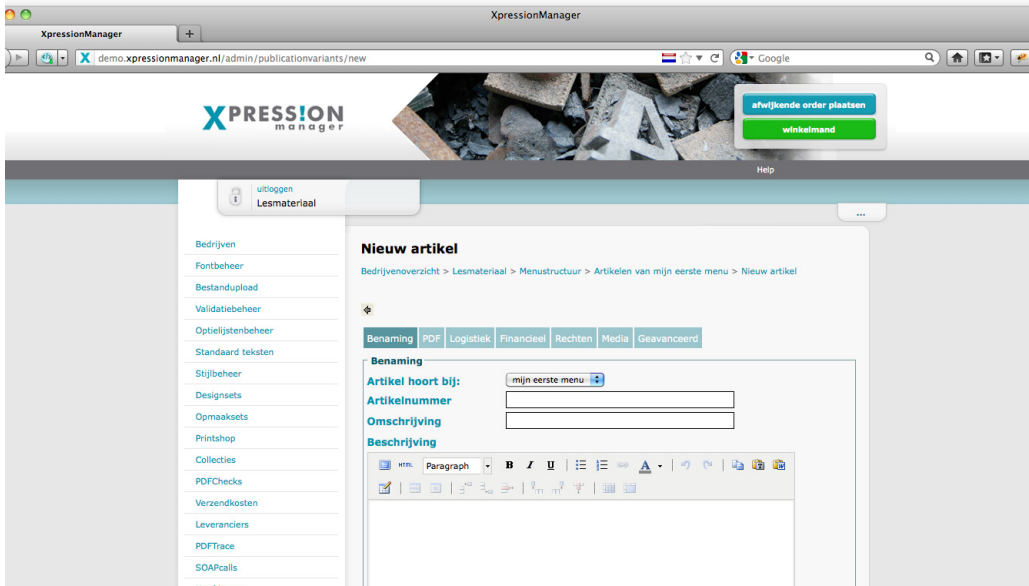 XpressionManager
XpressionManager
demo.xpressionmanager.nl/admin/publicationvariants/new
Google
XPRESS!ON
manager
afwijkende order plaatsen
winkelmand
Help
uitloggen
Lesmateriaal
...
Bedrijven
Fontbeheer
Bestandupload
Validatiebeheer
Optielijstenbeheer
Standaard teksten
Stijlbeheer
Designsets
Opmaaksets
Printshop
Collecties
PDFChecks
Verzendkosten
Leveranciers
PDFTrace
SOAPcalls
Nieuw artikel
Bedrijvenoverzicht > Lesmateriaal > Menustructuur > Artikelen van mijn eerste menu > Nieuw artikel
Benaming PDF Logistiek Financieel Rechten Media Geavanceerd
Benaming
Artikel hoort bij: mijn eerste menu
Artikelnummer
Omschrijving
Beschrijving
HTML Paragraph B I U A